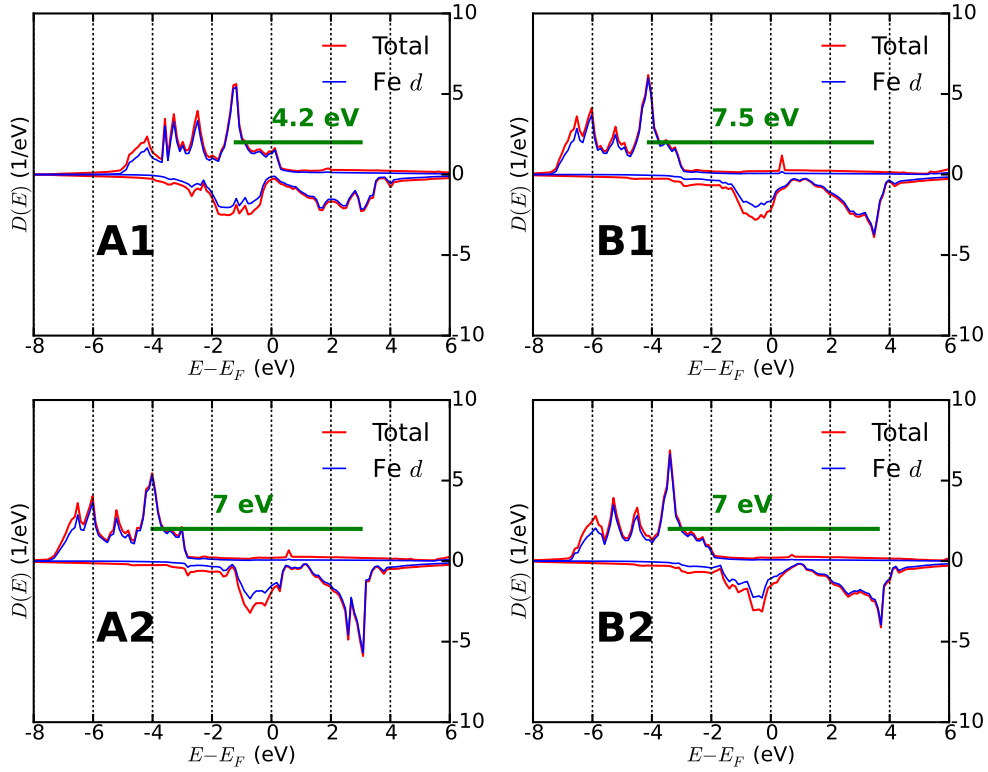 10
Total
Fe d
5
4.2 eV
0
D(E) (1/eV)
A1
-5
-10
-8 -6 -4 -2 0 2 4 6
E−E_F (eV)
10
Total
Fe d
5
7.5 eV
0
D(E) (1/eV)
B1
-5
-10
-8 -6 -4 -2 0 2 4 6
E−E_F (eV)
10
Total
Fe d
5
7 eV
0
D(E) (1/eV)
A2
-5
-10
-8 -6 -4 -2 0 2 4 6
E−E_F (eV)
10
Total
Fe d
5
7 eV
0
D(E) (1/eV)
B2
-5
-10
-8 -6 -4 -2 0 2 4 6
E−E_F (eV)